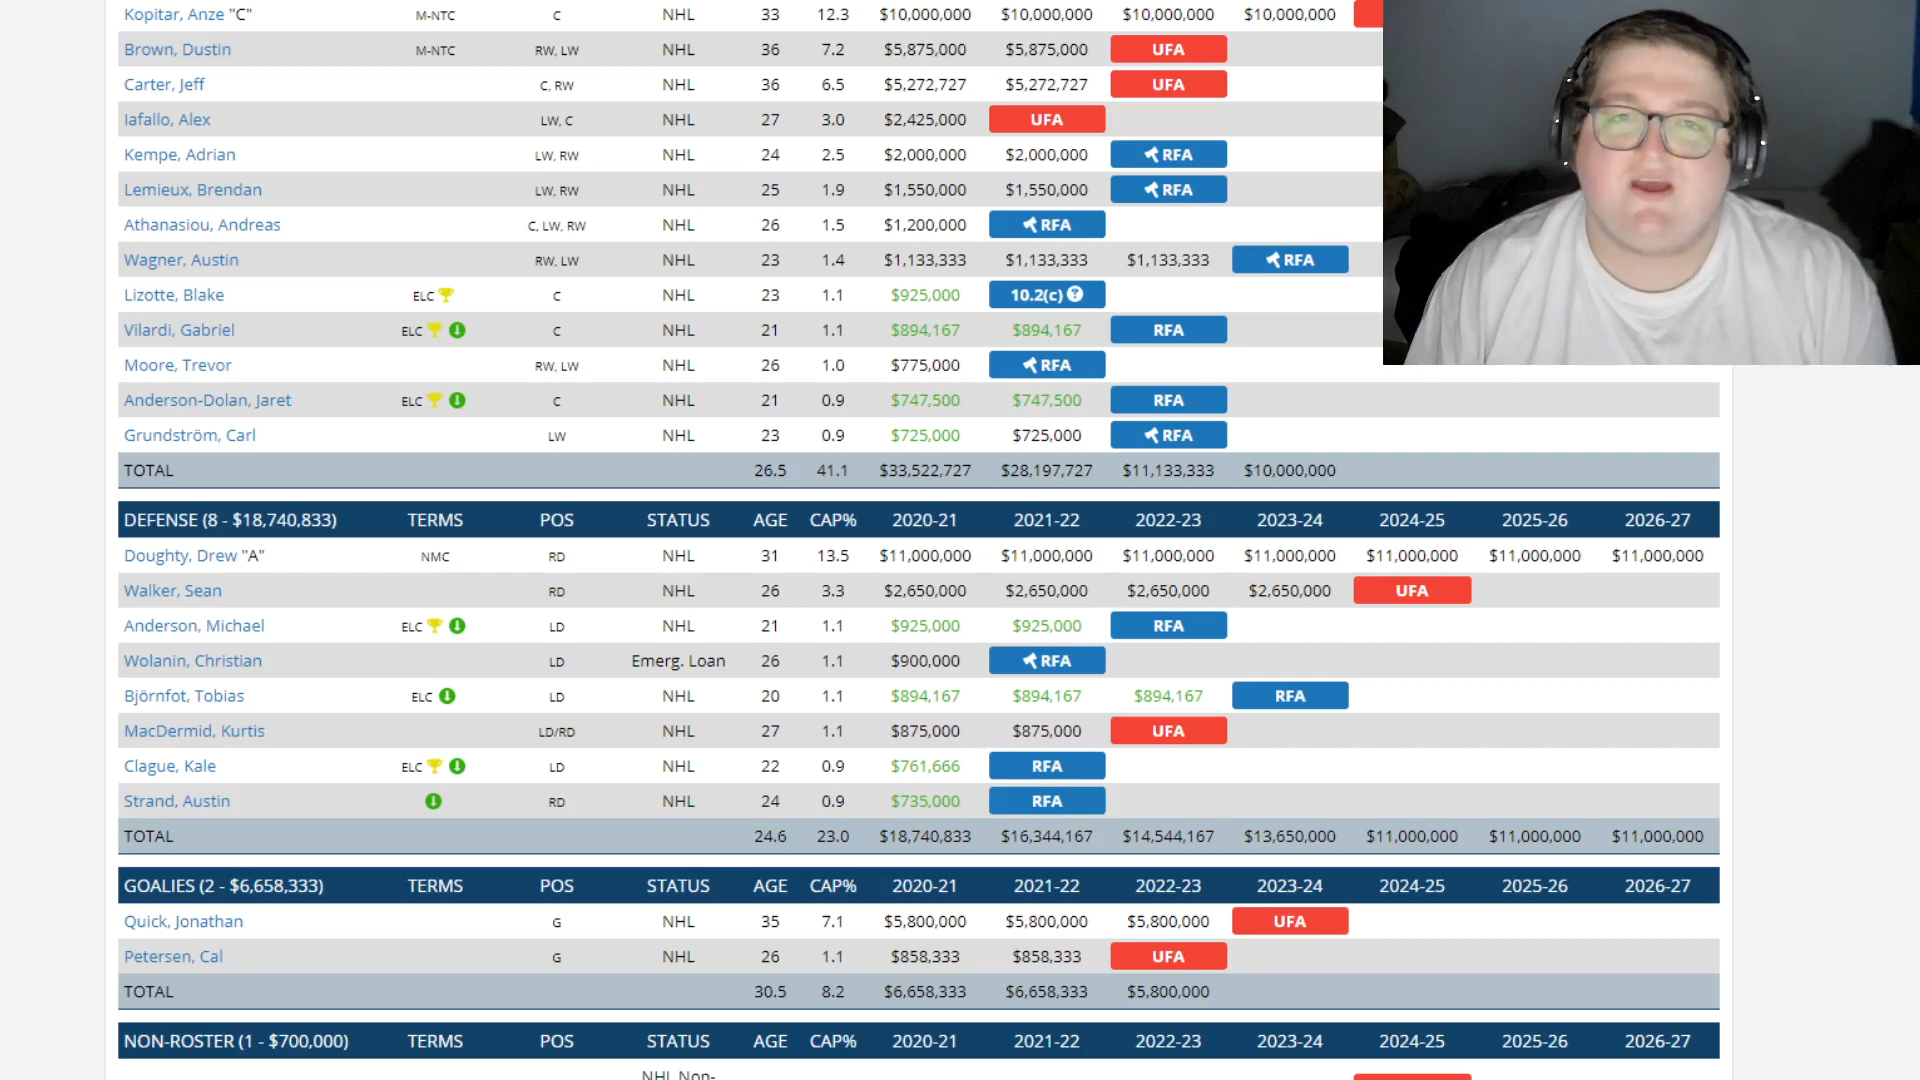 Kopitar, Anze "C" M-NTC C NHL 33 12.3 $10,000,000 $10,000,000 $10,000,000 $10,000,000
Brown, Dustin M-NTC RW, LW NHL 36 7.2 $5,875,000 $5,875,000 UFA
Carter, Jeff C, RW NHL 36 6.5 $5,272,727 $5,272,727 UFA
Iafallo, Alex LW, C NHL 27 3.0 $2,425,000 UFA
Kempe, Adrian LW, RW NHL 24 2.5 $2,000,000 $2,000,000 RFA
Lemieux, Brendan LW, RW NHL 25 1.9 $1,550,000 $1,550,000 RFA
Athanasiou, Andreas C, LW, RW NHL 26 1.5 $1,200,000 RFA
Wagner, Austin RW, LW NHL 23 1.4 $1,133,333 $1,133,333 $1,133,333 RFA
Lizotte, Blake ELC C NHL 23 1.1 $925,000 10.2(c) ?
Vilardi, Gabriel ELC C NHL 21 1.1 $894,167 $894,167 RFA
Moore, Trevor RW, LW NHL 26 1.0 $775,000 RFA
Anderson-Dolan, Jaret ELC C NHL 21 0.9 $747,500 $747,500 RFA
Grundström, Carl LW NHL 23 0.9 $725,000 $725,000 RFA
TOTAL 26.5 41.1 $33,522,727 $28,197,727 $11,133,333 $10,000,000
DEFENSE (8 - $18,740,833) TERMS POS STATUS AGE CAP% 2020-21 2021-22 2022-23 2023-24 2024-25 2025-26 2026-27
Doughty, Drew "A" NMC RD NHL 31 13.5 $11,000,000 $11,000,000 $11,000,000 $11,000,000 $11,000,000 $11,000,000 $11,000,000
Walker, Sean RD NHL 26 3.3 $2,650,000 $2,650,000 $2,650,000 $2,650,000 UFA
Anderson, Michael ELC LD NHL 21 1.1 $925,000 $925,000 RFA
Wolanin, Christian LD Emerg. Loan 26 1.1 $900,000 RFA
Björnfot, Tobias ELC LD NHL 20 1.1 $894,167 $894,167 $894,167 RFA
MacDermid, Kurtis LD/RD NHL 27 1.1 $875,000 $875,000 UFA
Clague, Kale ELC LD NHL 22 0.9 $761,666 RFA
Strand, Austin RD NHL 24 0.9 $735,000 RFA
TOTAL 24.6 23.0 $18,740,833 $16,344,167 $14,544,167 $13,650,000 $11,000,000 $11,000,000 $11,000,000
GOALIES (2 - $6,658,333) TERMS POS STATUS AGE CAP% 2020-21 2021-22 2022-23 2023-24 2024-25 2025-26 2026-27
Quick, Jonathan G NHL 35 7.1 $5,800,000 $5,800,000 $5,800,000 UFA
Petersen, Cal G NHL 26 1.1 $858,333 $858,333 UFA
TOTAL 30.5 8.2 $6,658,333 $6,658,333 $5,800,000
NON-ROSTER (1 - $700,000) TERMS POS STATUS AGE CAP% 2020-21 2021-22 2022-23 2023-24 2024-25 2025-26 2026-27
NHL Non-